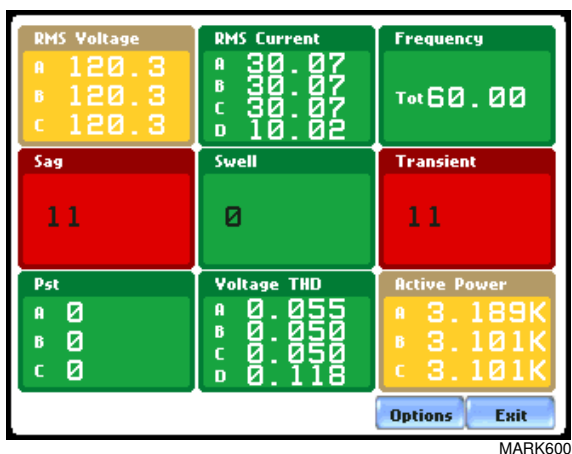 RMS Voltage
A 120.3
B 120.3
C 120.3
RMS Current
A 30.07
B 30.07
C 30.07
D 10.02
Frequency
Tot 60.00
Sag
11
Swell
0
Transient
11
Pst
A 0
B 0
C 0
Voltage THD
A 0.055
B 0.050
C 0.050
D 0.118
Active Power
A 3.189K
B 3.101K
C 3.101K
Options Exit
MARK600